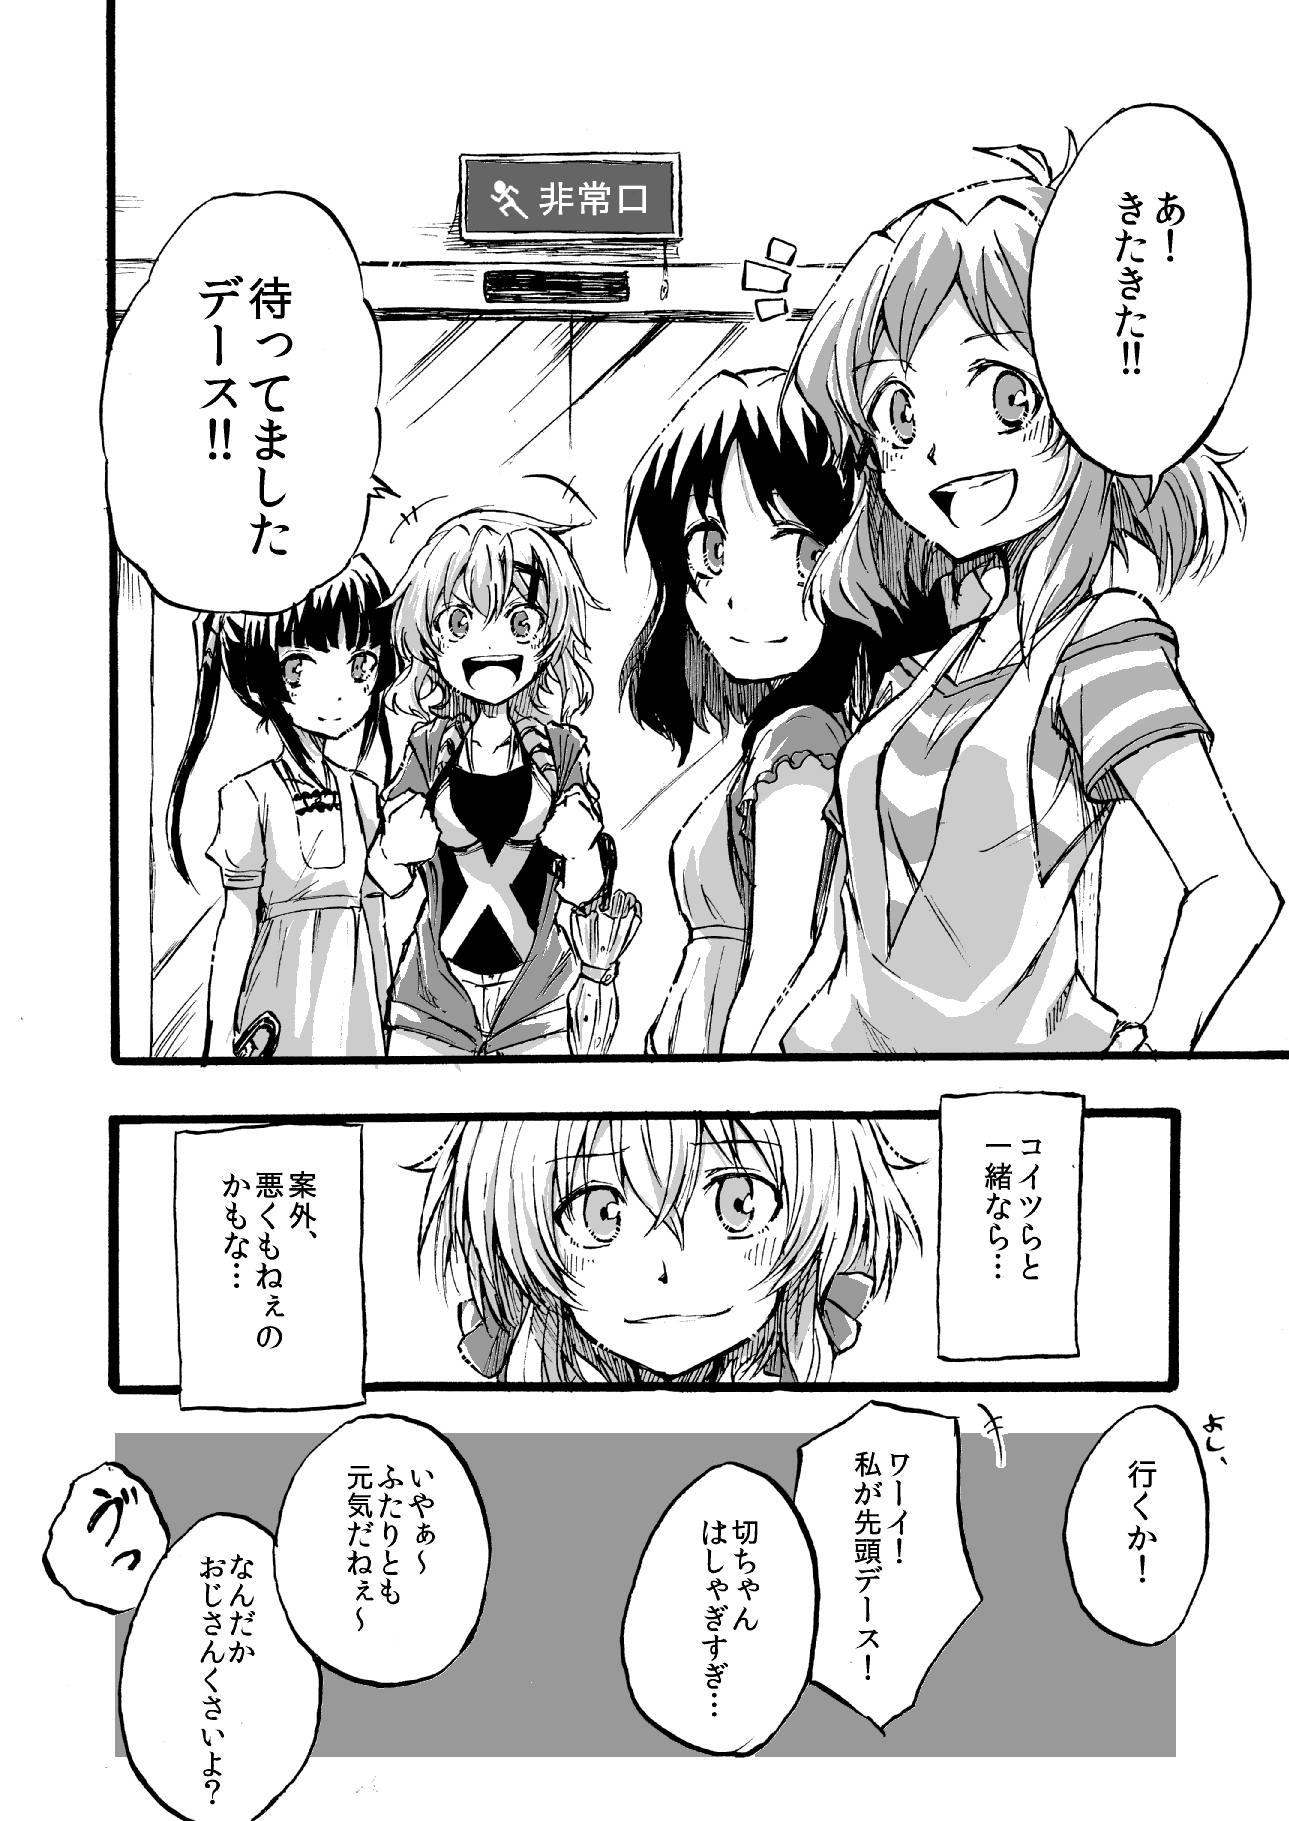 あ！
きたきた!!
非常口
待ってました
デース!!
コイツらと
一緒なら…
案外、
悪くもねぇの
かもな…
よし、
行くか！
ワーイ！
私が先頭デース！
切ちゃん
はしゃぎすぎ…
いやぁ～
ふたりとも
元気だねぇ～
なんだか
おじさんくさいよ？
ヴっ